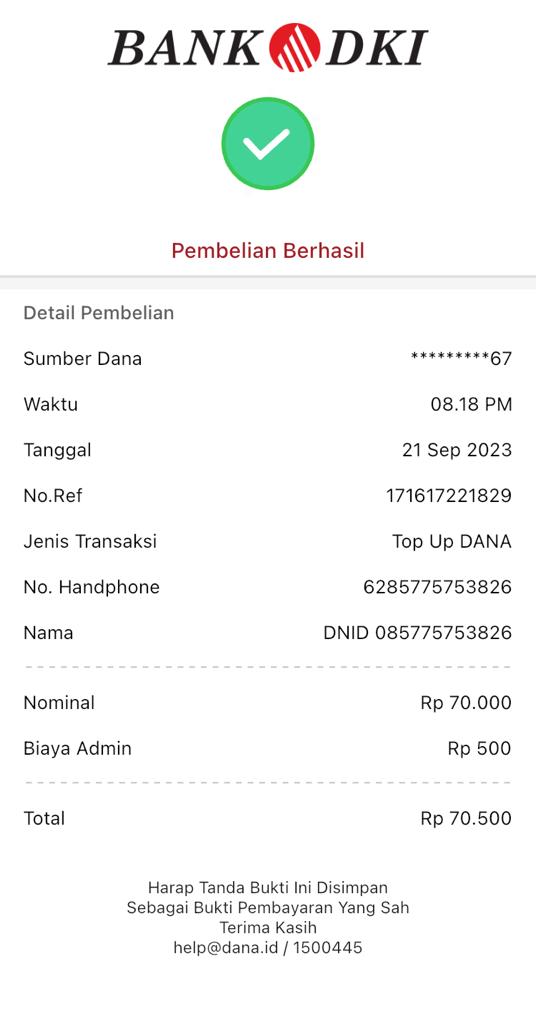 BANK DKI
Pembelian Berhasil
Detail Pembelian
Sumber Dana *********67
Waktu 08.18 PM
Tanggal 21 Sep 2023
No.Ref 171617221829
Jenis Transaksi Top Up DANA
No. Handphone 6285775753826
Nama DNID 085775753826
Nominal Rp 70.000
Biaya Admin Rp 500
Total Rp 70.500
Harap Tanda Bukti Ini Disimpan
Sebagai Bukti Pembayaran Yang Sah
Terima Kasih
help@dana.id / 1500445